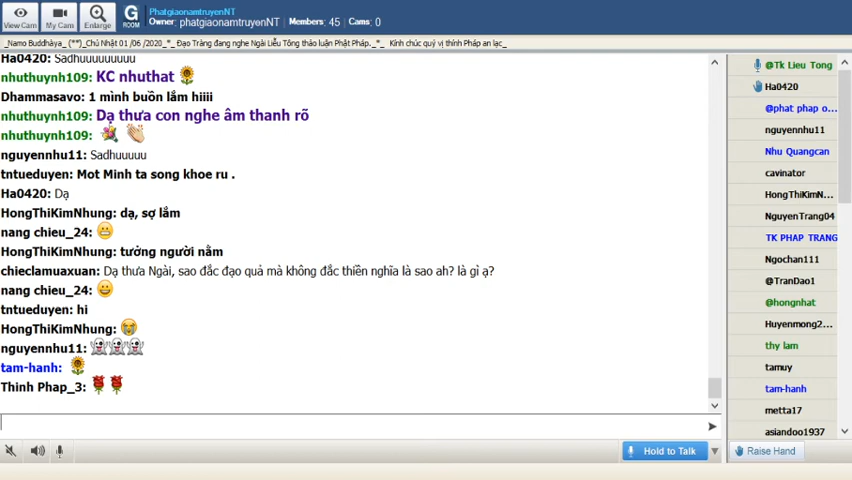 View Cam
My Cam
Enlarge
G
ROOM
PhatgiaonamtruyenNT
Owner: phatgiaonamtruyenNT Members: 45 Cams: 0
_Namo Buddhàya_ (**)_Chủ Nhật 01 /06 /2020_*_ Đạo Tràng đang nghe Ngài Liễu Tông thảo luận Phật Pháp._*_ Kính chúc quý vị thính Pháp an lạc_
Ha0420: Sadhuuuuuuuuu
nhuthuynh109: KC nhuthat
Dhammasavo: 1 mình buồn lắm hiiii
nhuthuynh109: Dạ thưa con nghe âm thanh rõ
nhuthuynh109:
nguyennhu11: Sadhuuuuu
tntueduyen: Mot Minh ta song khoe ru .
Ha0420: Dạ
HongThiKimNhung: dạ, sợ lắm
nang chieu_24:
HongThiKimNhung: tướng người nằm
chieclamuaxuan: Dạ thưa Ngài, sao đắc đạo quả mà không đắc thiền nghĩa là sao ah? là gì ạ?
nang chieu_24:
tntueduyen: hi
HongThiKimNhung:
nguyennhu11:
tam-hanh:
Thinh Phap_3:
@Tk Lieu Tong
Ha0420
@phat phap o...
nguyennhu11
Nhu Quangcan
cavinator
HongThiKimN...
NguyenTrang04
TK PHAP TRANG
Ngochan111
@TranDao1
@hongnhat
Huyenmong2...
thy lam
tamuy
tam-hanh
metta17
asiandoo1937
Hold to Talk
Raise Hand